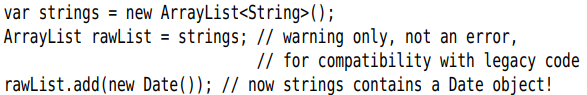 var strings = new ArrayList<String>();
ArrayList rawList = strings; // warning only, not an error,
// for compatibility with legacy code
rawList.add(new Date()); // now strings contains a Date object!